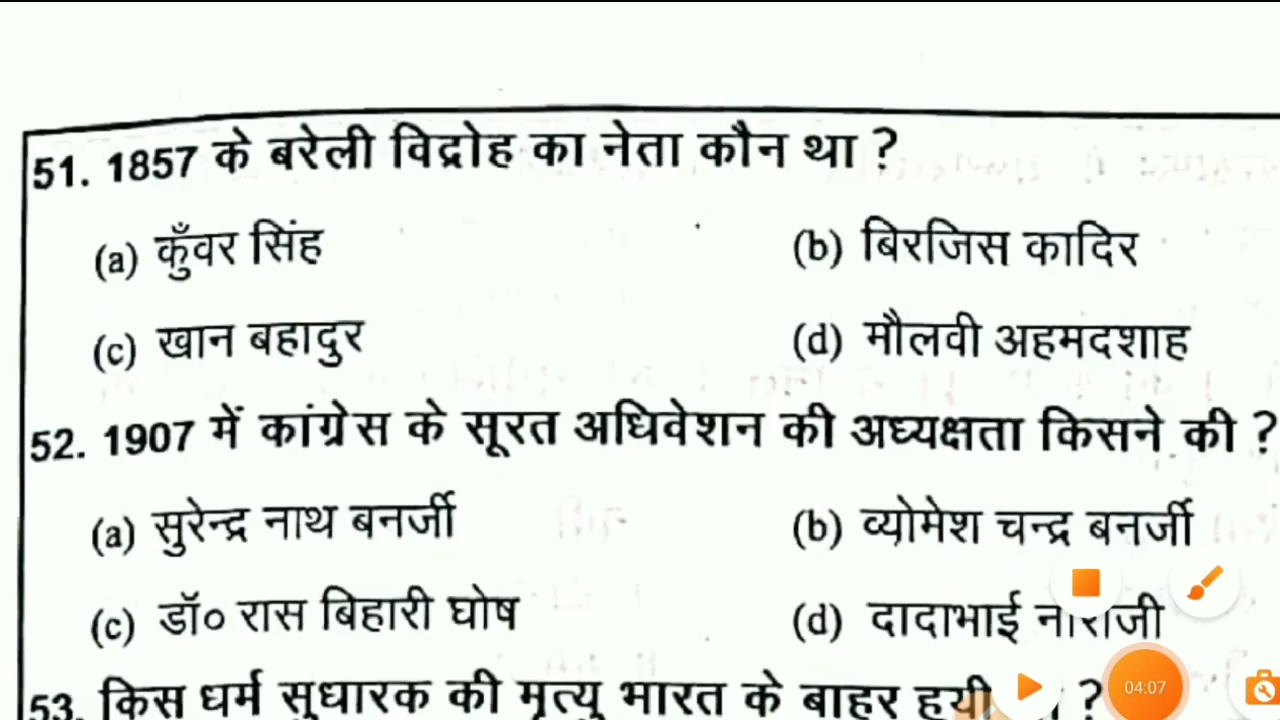 51. 1857 के बरेली विद्रोह का नेता कौन था ?
(a) कुँवर सिंह (b) बिरजिस कादिर
(c) खान बहादुर (d) मौलवी अहमदशाह
52. 1907 में कांग्रेस के सूरत अधिवेशन की अध्यक्षता किसने की ?
(a) सुरेन्द्र नाथ बनर्जी (b) व्योमेश चन्द्र बनर्जी
(c) डॉ० रास बिहारी घोष (d) दादाभाई नौरोजी
53. किस धर्म सुधारक की मृत्यु भारत के बाहर हुयी ?
04:07